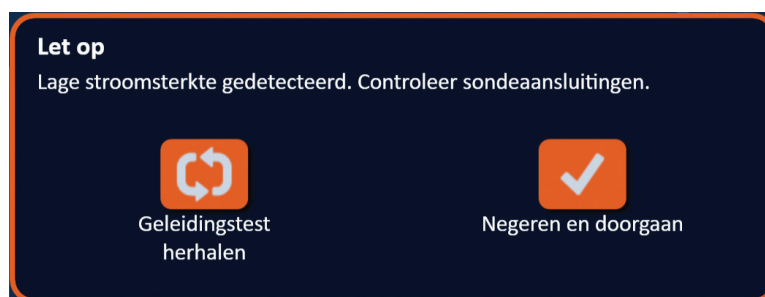 Let op
Lage stroomsterkte gedetecteerd. Controleer sondeaansluitingen.
Geleidingstest
herhalen
Negeren en doorgaan